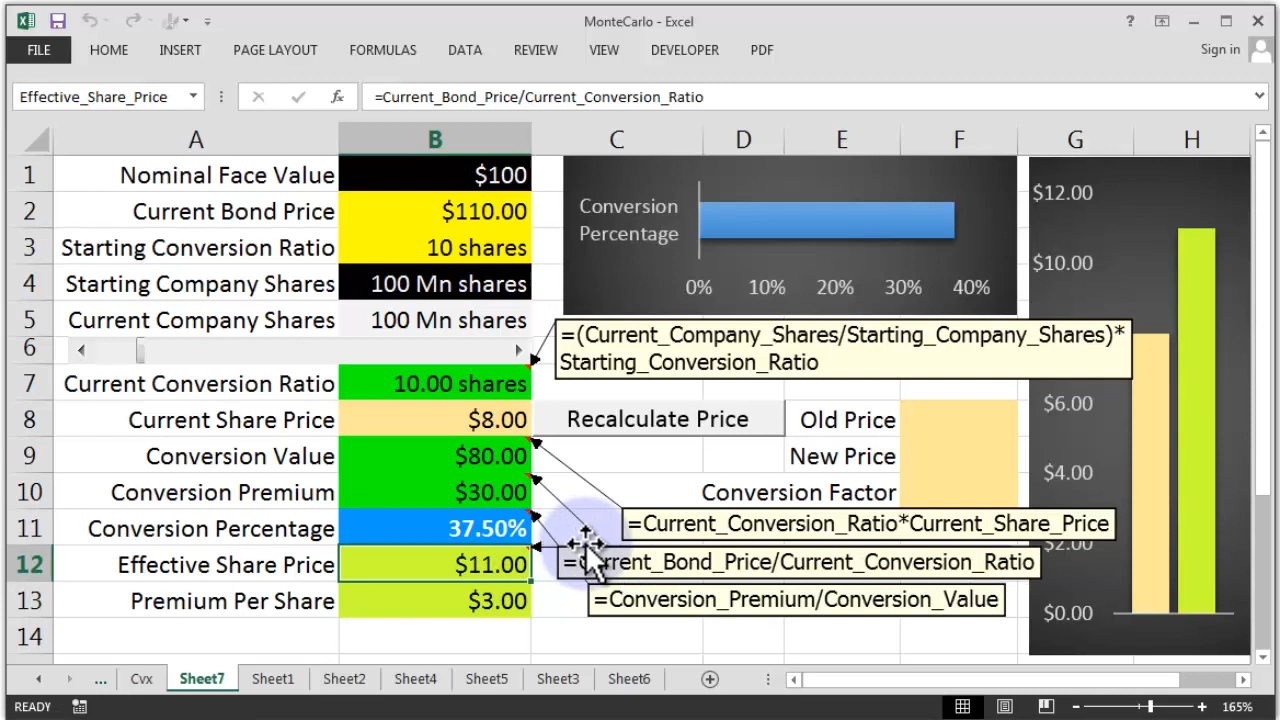 MonteCarlo - Excel
?
FILE HOME INSERT PAGE LAYOUT FORMULAS DATA REVIEW VIEW DEVELOPER PDF Sign in
Effective_Share_Price fx =Current_Bond_Price/Current_Conversion_Ratio
A B C D E F G H
1 Nominal Face Value $100
2 Current Bond Price $110.00
3 Starting Conversion Ratio 10 shares
4 Starting Company Shares 100 Mn shares
5 Current Company Shares 100 Mn shares
6
7 Current Conversion Ratio 10.00 shares
8 Current Share Price $8.00 Recalculate Price Old Price
9 Conversion Value $80.00 New Price
10 Conversion Premium $30.00 Conversion Factor
11 Conversion Percentage 37.50%
12 Effective Share Price $11.00
13 Premium Per Share $3.00
14
Conversion
Percentage
0% 10% 20% 30% 40%
=(Current_Company_Shares/Starting_Company_Shares)*
Starting_Conversion_Ratio
=Current_Conversion_Ratio*Current_Share_Price
=Current_Bond_Price/Current_Conversion_Ratio
=Conversion_Premium/Conversion_Value
$12.00
$10.00
$6.00
$4.00
$2.00
$0.00
... Cvx Sheet7 Sheet1 Sheet2 Sheet4 Sheet5 Sheet3 Sheet6
READY 165%